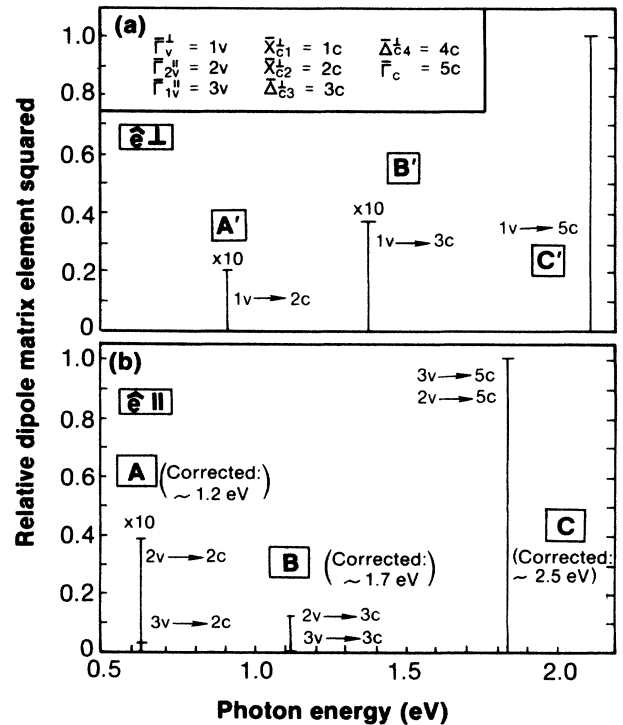 Relative dipole matrix element squared
(a)
Γ̄ᵥ⊥ = 1v X̄c1⊥ = 1c Δ̄c4⊥ = 4c
Γ̄2v∥ = 2v X̄c2⊥ = 2c Γ̄c = 5c
Γ̄1v∥ = 3v Δ̄c3⊥ = 3c
1.0
0.8
0.6
0.4
0.2
0
ê⊥
A′
x10
1v→2c
B′
x10
1v→3c
1v→5c
C′
(b)
1.0
0.8
0.6
0.4
0.2
0
ê ||
A
(Corrected:
~ 1.2 eV)
x10
2v→2c
3v→2c
B
(Corrected:
~ 1.7 eV)
2v→3c
3v→3c
3v→5c
2v→5c
C
(Corrected:
~ 2.5 eV)
0.5 1.0 1.5 2.0
Photon energy (eV)